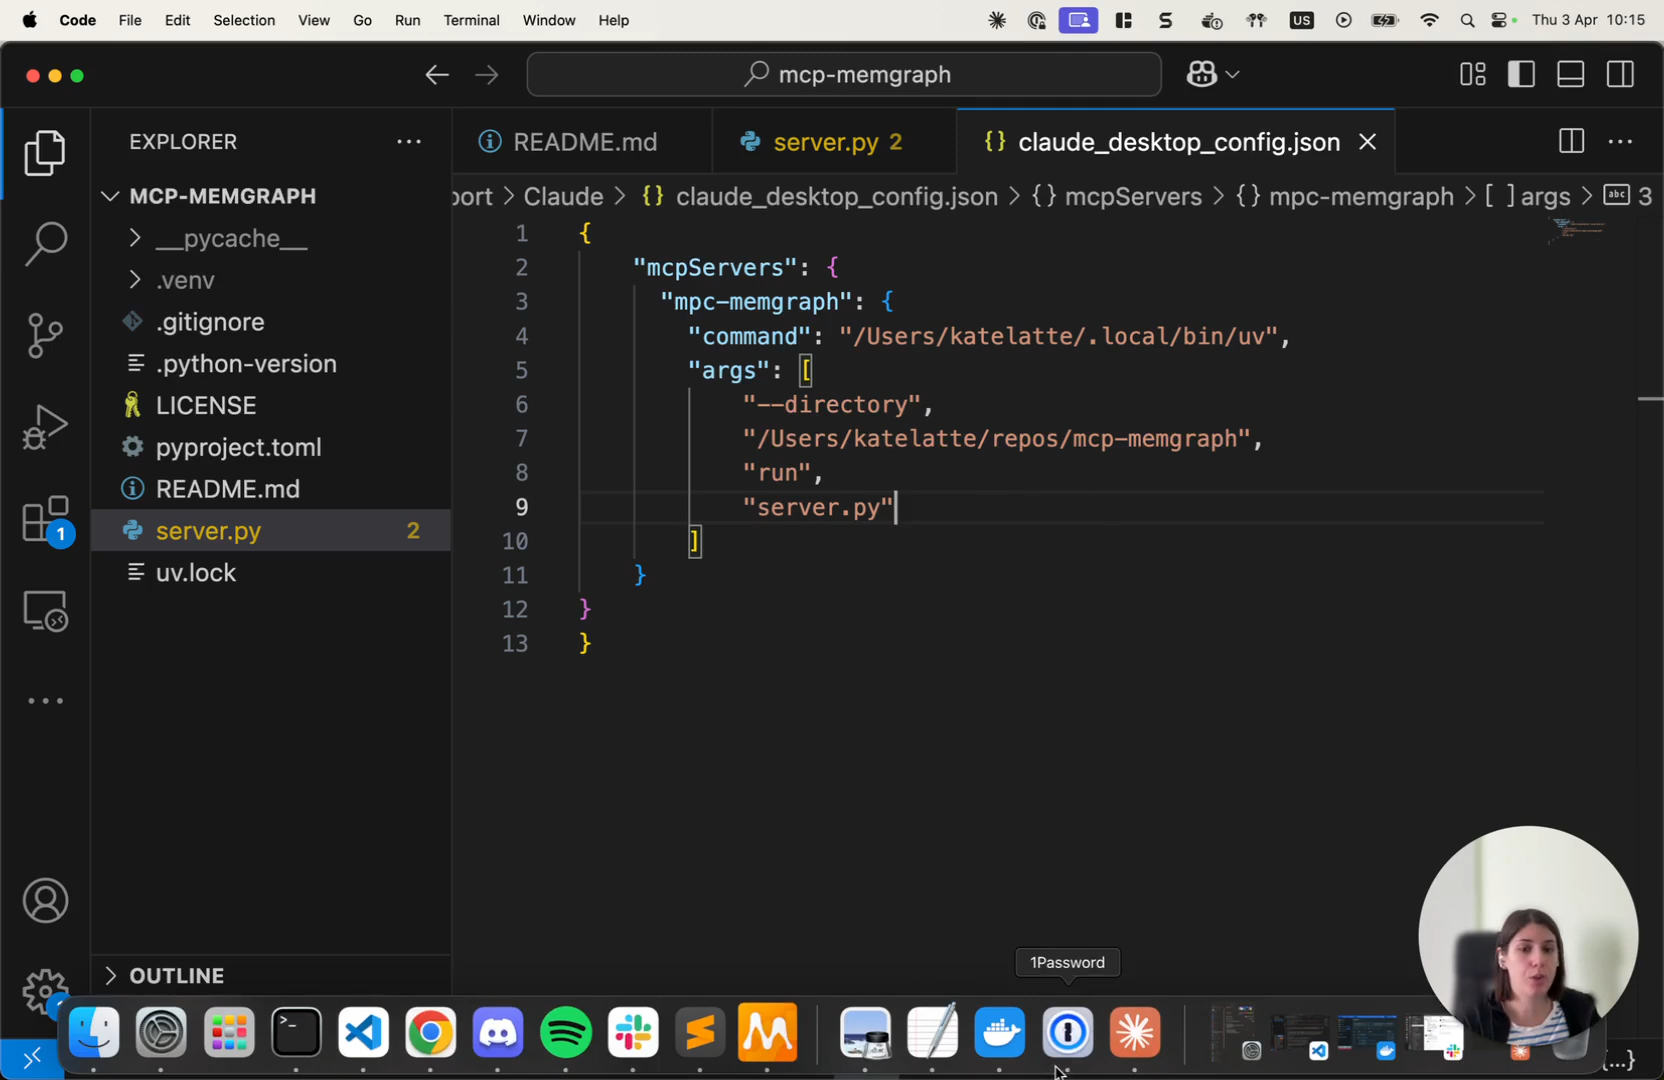 Code File Edit Selection View Go Run Terminal Window Help US Thu 3 Apr 10:15
mcp-memgraph
EXPLORER
README.md
server.py 2
claude_desktop_config.json
MCP-MEMGRAPH
port > Claude > {} claude_desktop_config.json > {} mcpServers > {} mpc-memgraph > [ ] args > abc 3
__pycache__
.venv
.gitignore
.python-version
LICENSE
pyproject.toml
README.md
server.py 2
uv.lock
1 {
2 "mcpServers": {
3 "mpc-memgraph": {
4 "command": "/Users/katelatte/.local/bin/uv",
5 "args": [
6 "--directory",
7 "/Users/katelatte/repos/mcp-memgraph",
8 "run",
9 "server.py"
10 ]
11 }
12 }
13 }
1
OUTLINE
1Password